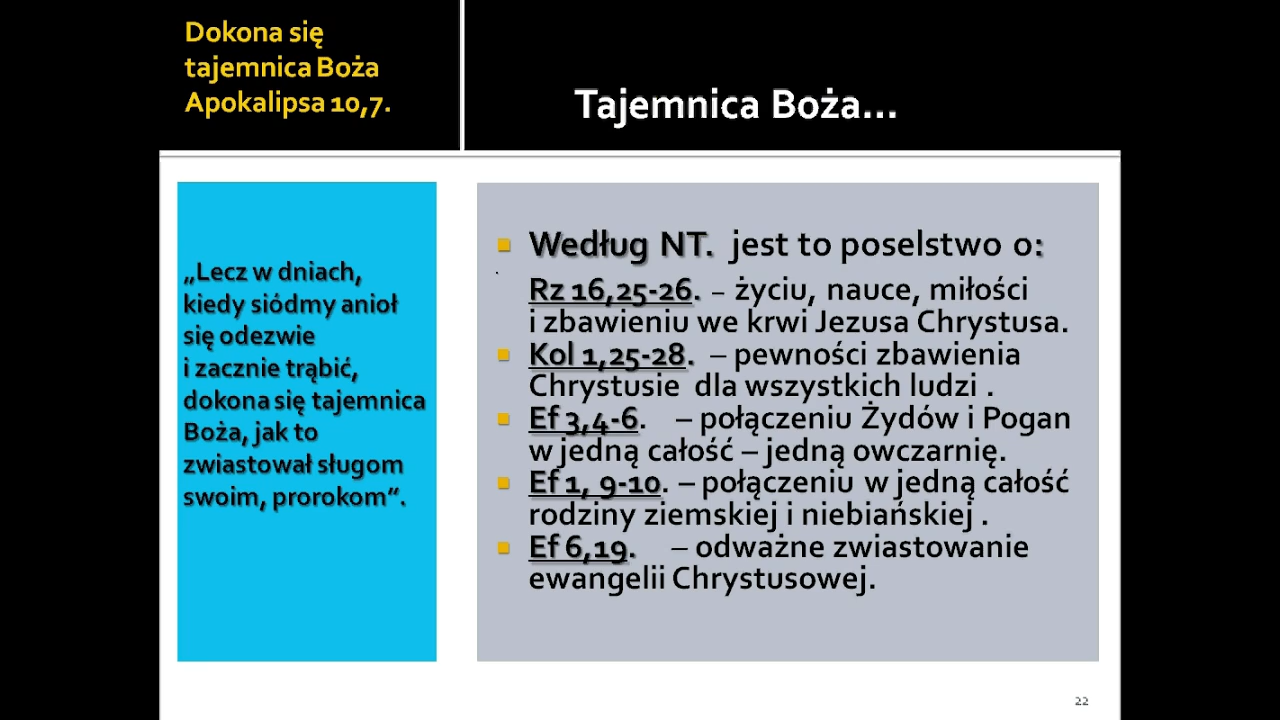 Dokona się
tajemnica Boża
Apokalipsa 10,7.
Tajemnica Boża...
„Lecz w dniach,
kiedy siódmy anioł
się odezwie
i zacznie trąbić,
dokona się tajemnica
Boża, jak to
zwiastował sługom
swoim, prorokom”.
Według NT. jest to poselstwo o:
Rz 16,25-26. – życiu, nauce, miłości
i zbawieniu we krwi Jezusa Chrystusa.
Kol 1,25-28. – pewności zbawienia
Chrystusie dla wszystkich ludzi .
Ef 3,4-6. – połączeniu Żydów i Pogan
w jedną całość – jedną owczarnię.
Ef 1, 9-10. – połączeniu w jedną całość
rodziny ziemskiej i niebiańskiej .
Ef 6,19. – odważne zwiastowanie
ewangelii Chrystusowej.
22